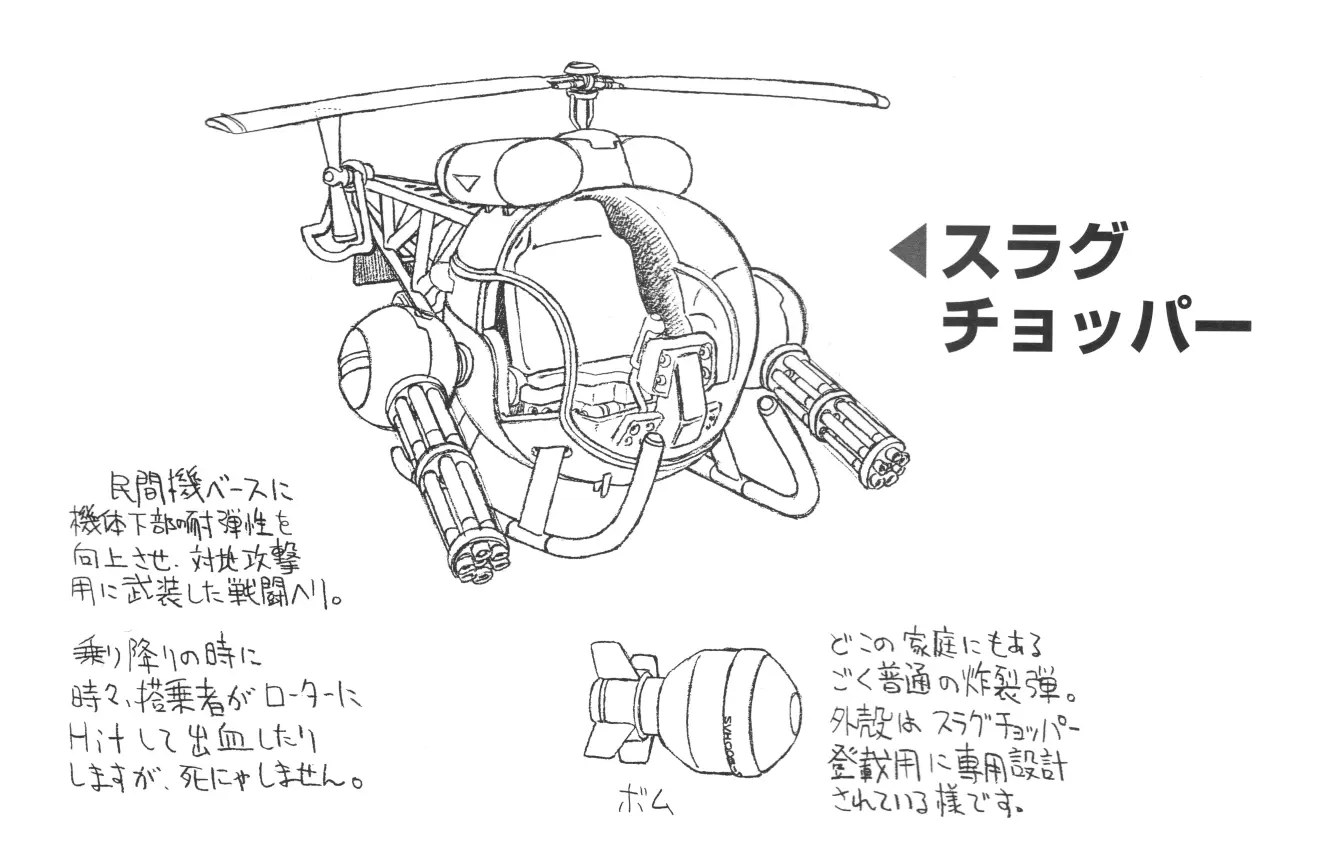 スラグ
チョッパー
民間機ベースに
機体下部の耐弾性を
向上させ、対地攻撃
用に武装した戦闘ヘリ。
乗り降りの時に
時々、搭乗者がローターに
Hitして出血したり
しますが、死にゃしません。
どこの家庭にもある
ごく普通の炸裂弾。
外殻はスラグチョッパー
登載用に専用設計
されている様です。
ボム